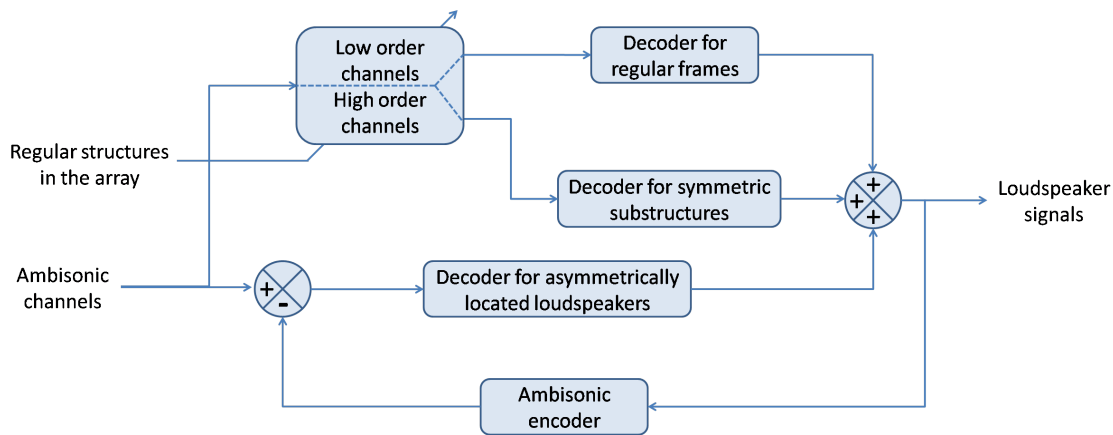 Low order
channels
High order
channels
Decoder for
regular frames
Regular structures
in the array
Decoder for symmetric
substructures
+
+
+
Loudspeaker
signals
Ambisonic
channels
+
-
Decoder for asymmetrically
located loudspeakers
Ambisonic
encoder